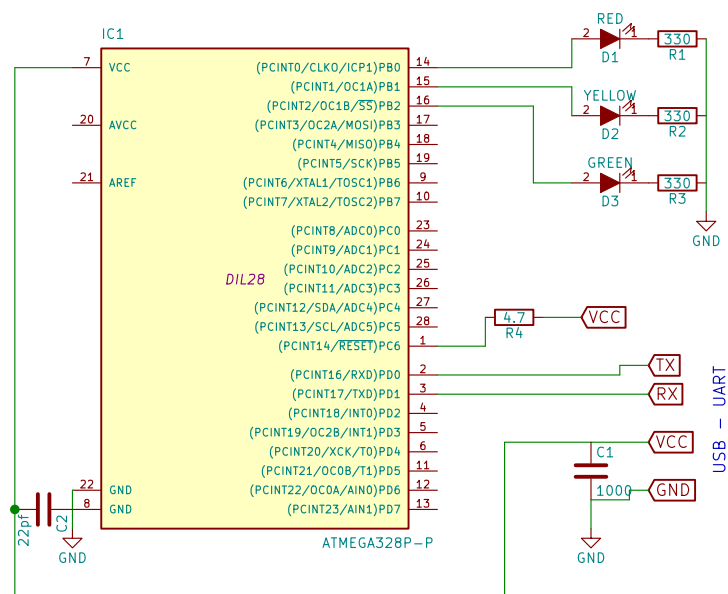 IC1
7 VCC
20 AVCC
21 AREF
22 GND
8 GND
DIL28
(PCINT0/CLKO/ICP1)PB0 14
(PCINT1/OC1A)PB1 15
(PCINT2/OC1B/SS)PB2 16
(PCINT3/OC2A/MOSI)PB3 17
(PCINT4/MISO)PB4 18
(PCINT5/SCK)PB5 19
(PCINT6/XTAL1/TOSC1)PB6 9
(PCINT7/XTAL2/TOSC2)PB7 10
(PCINT8/ADC0)PC0 23
(PCINT9/ADC1)PC1 24
(PCINT10/ADC2)PC2 25
(PCINT11/ADC3)PC3 26
(PCINT12/SDA/ADC4)PC4 27
(PCINT13/SCL/ADC5)PC5 28
(PCINT14/RESET)PC6 1
(PCINT16/RXD)PD0 2
(PCINT17/TXD)PD1 3
(PCINT18/INT0)PD2 4
(PCINT19/OC2B/INT1)PD3 5
(PCINT20/XCK/T0)PD4 6
(PCINT21/OC0B/T1)PD5 11
(PCINT22/OC0A/AIN0)PD6 12
(PCINT23/AIN1)PD7 13
ATMEGA328P-P
22pf
C2
GND
RED
2 1 330
D1 R1
YELLOW
2 1 330
D2 R2
GREEN
2 1 330
D3 R3
GND
4.7 VCC
R4
TX
RX
VCC
C1
1000 GND
GND
USB - UART